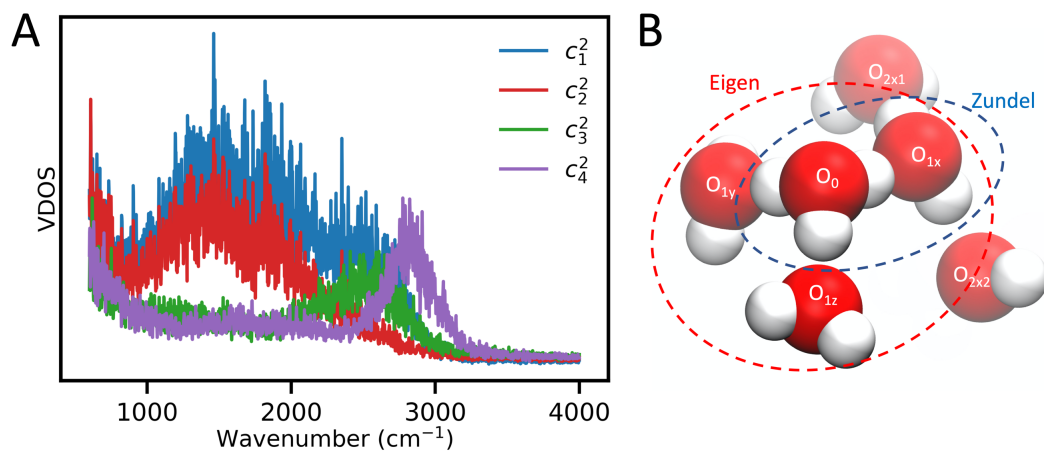 A
VDOS
c₁²
c₂²
c₃²
c₄²
1000 2000 3000 4000
Wavenumber (cm⁻¹)
B
Eigen
Zundel
O₂ₓ₁
O₁ₓ
O₀
O₁y
O₂ₓ₂
O₁z